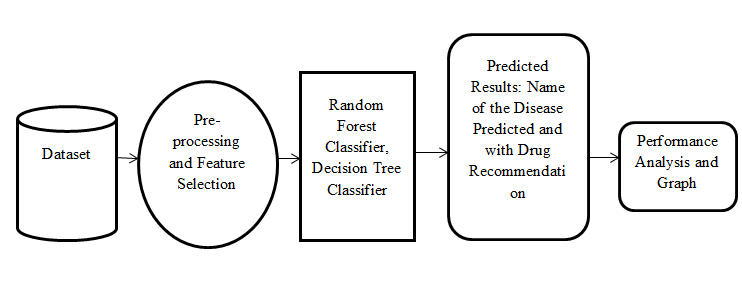 Dataset
Pre-
processing
and Feature
Selection
Random
Forest
Classifier,
Decision Tree
Classifier
Predicted
Results: Name
of the Disease
Predicted and
with Drug
Recommendati
on
Performance
Analysis and
Graph